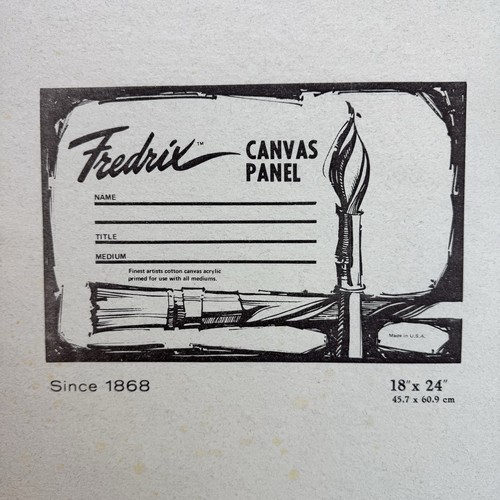 Fredrix™ CANVAS
PANEL
NAME
TITLE
MEDIUM
Finest artists cotton canvas acrylic
primed for use with all mediums.
Made in U.S.A.
Since 1868
18"x 24"
45.7 x 60.9 cm